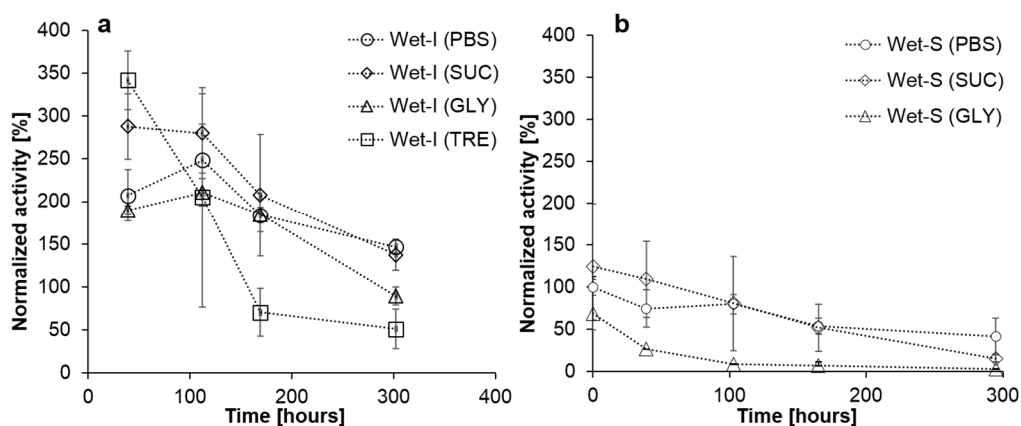 a
Normalized activity [%]
400
350
300
250
200
150
100
50
0
0 100 200 300 400
Time [hours]
Wet-I (PBS)
Wet-I (SUC)
Wet-I (GLY)
Wet-I (TRE)
b
Normalized activity [%]
400
350
300
250
200
150
100
50
0
0 100 200 300
Time [hours]
Wet-S (PBS)
Wet-S (SUC)
Wet-S (GLY)